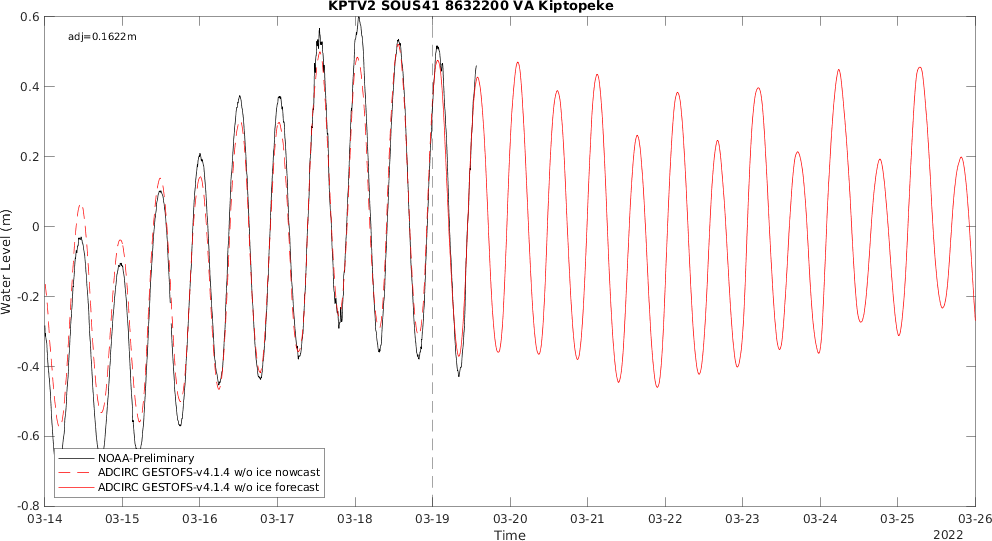 KPTV2 SOUS41 8632200 VA Kiptopeke
adj=0.1622m
0.6
0.4
0.2
0
-0.2
-0.4
-0.6
-0.8
Water Level (m)
NOAA-Preliminary
ADCIRC GESTOFS-v4.1.4 w/o ice nowcast
ADCIRC GESTOFS-v4.1.4 w/o ice forecast
03-14 03-15 03-16 03-17 03-18 03-19 03-20 03-21 03-22 03-23 03-24 03-25 03-26
Time
2022